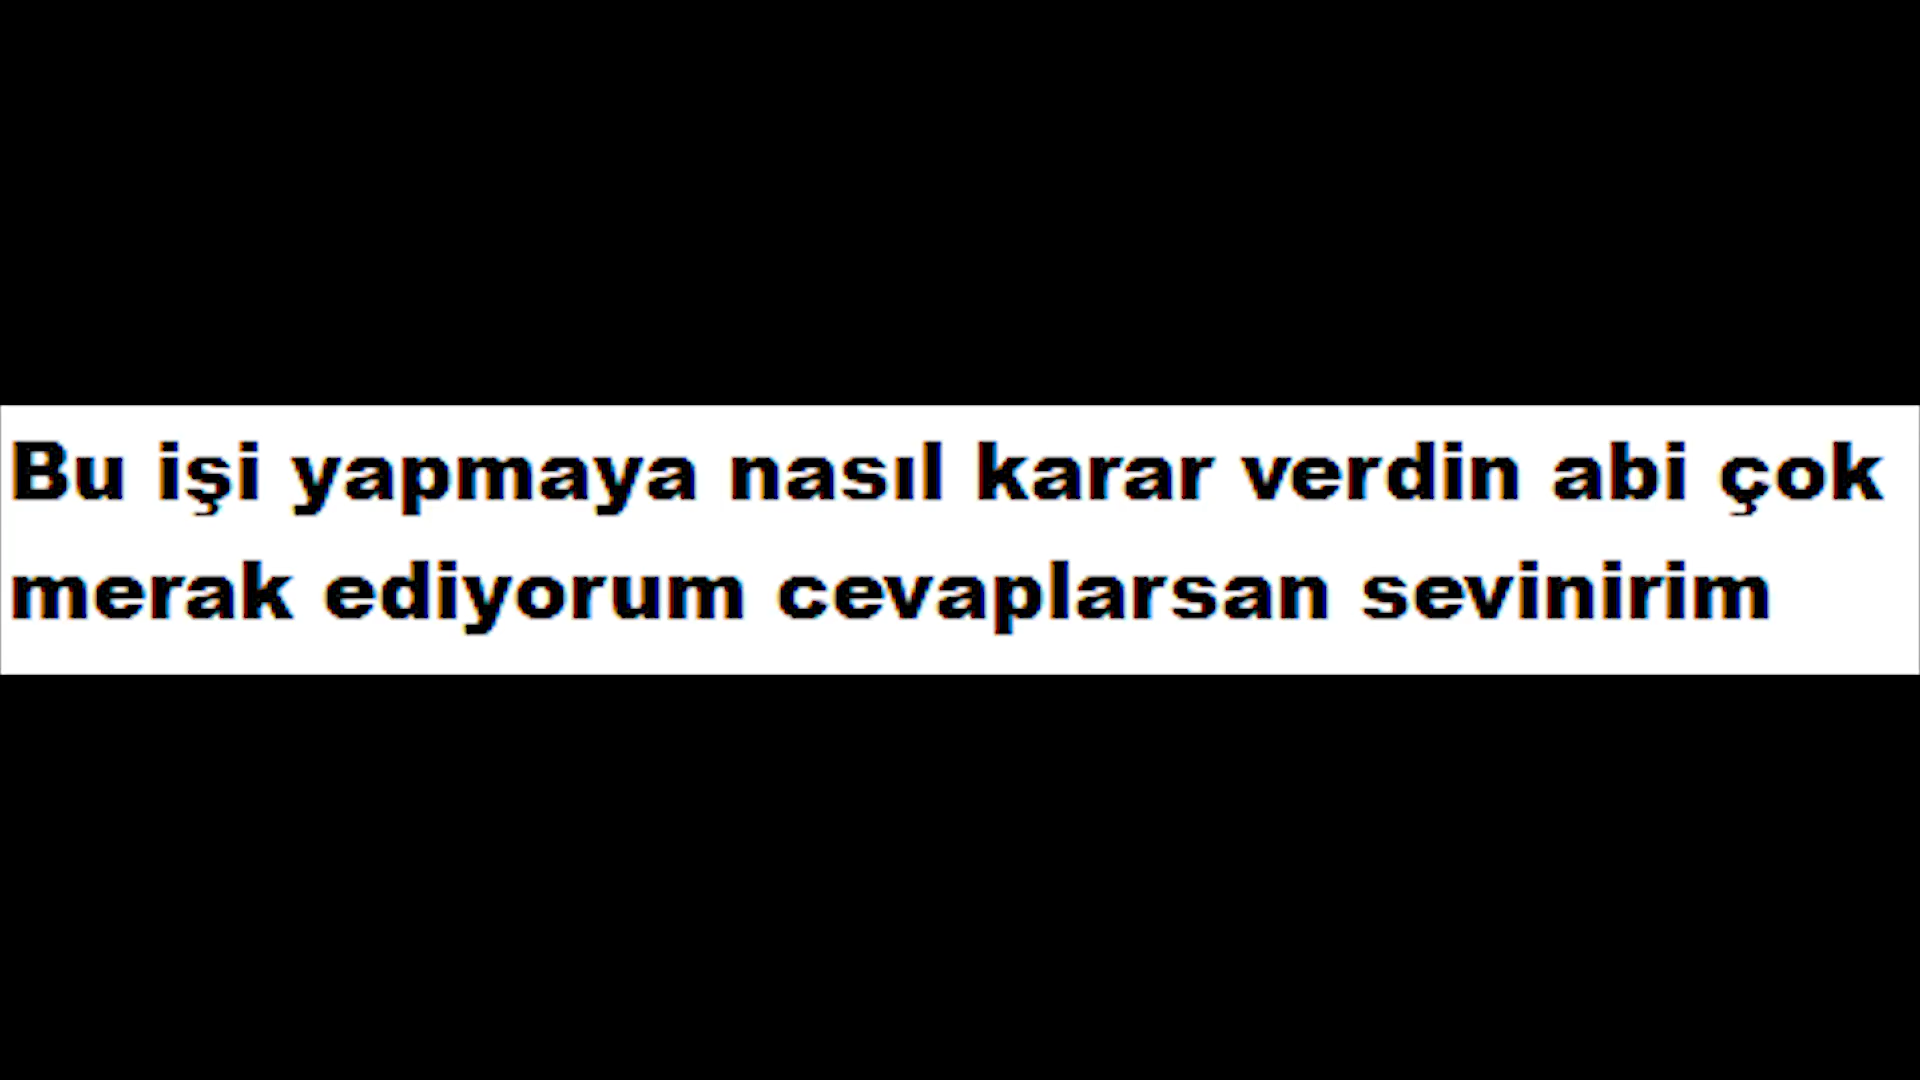 Bu işi yapmaya nasıl karar verdin abi çok
merak ediyorum cevaplarsan sevinirim